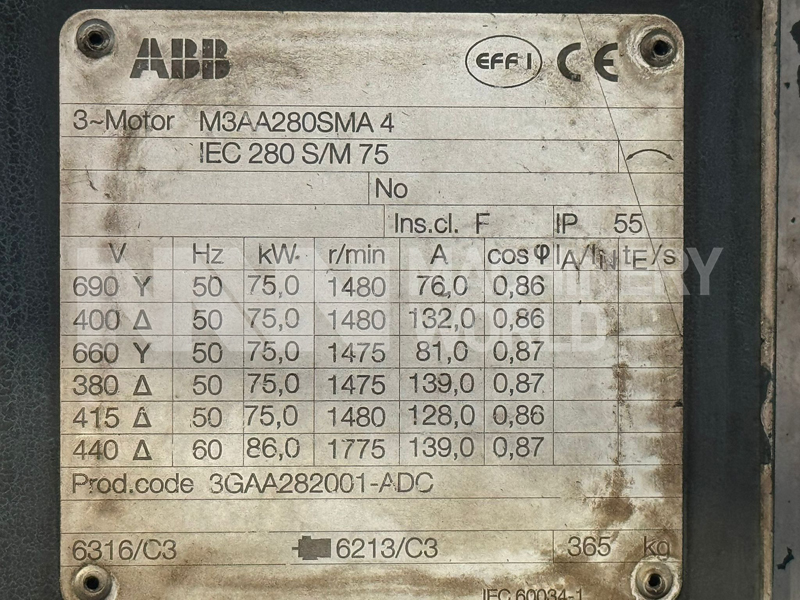 ABB EFF1 CE
3~Motor M3AA280SMA 4
IEC 280 S/M 75
No
Ins.cl. F IP 55
V Hz kW r/min A cos φ IA/IN tE/s
690 Y 50 75,0 1480 76,0 0,86
400 Δ 50 75,0 1480 132,0 0,86
660 Y 50 75,0 1475 81,0 0,87
380 Δ 50 75,0 1475 139,0 0,87
415 Δ 50 75,0 1480 128,0 0,86
440 Δ 60 86,0 1775 139,0 0,87
MACHINERY
WORLD
Prod.code 3GAA282001-ADC
6316/C3 6213/C3 365 kg
IEC 60034-1